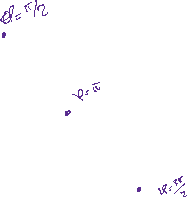 φ = π/2
φ = π
φ = 3π/2